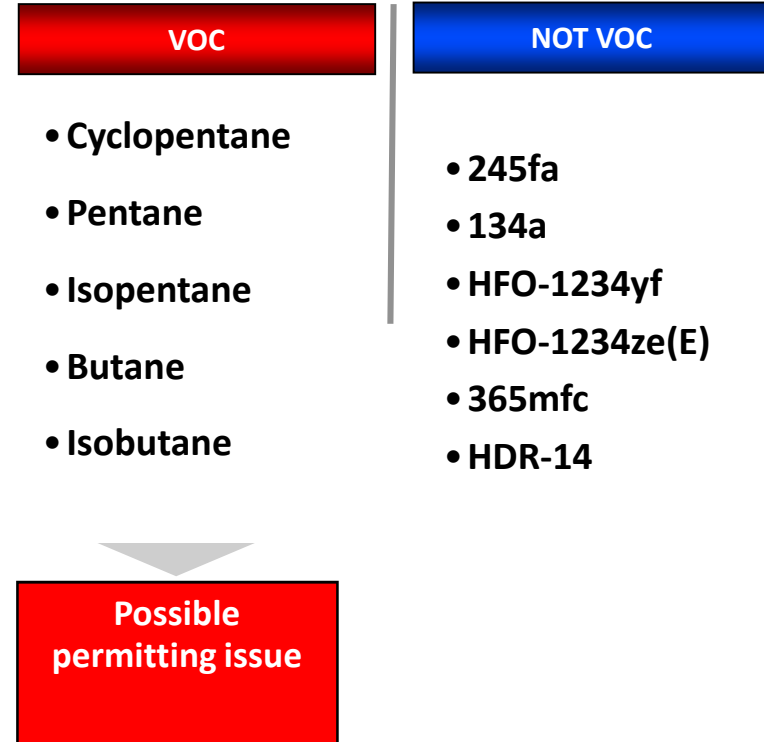 VOC
• Cyclopentane
• Pentane
• Isopentane
• Butane
• Isobutane
Possible
permitting issue
NOT VOC
• 245fa
• 134a
• HFO-1234yf
• HFO-1234ze(E)
• 365mfc
• HDR-14